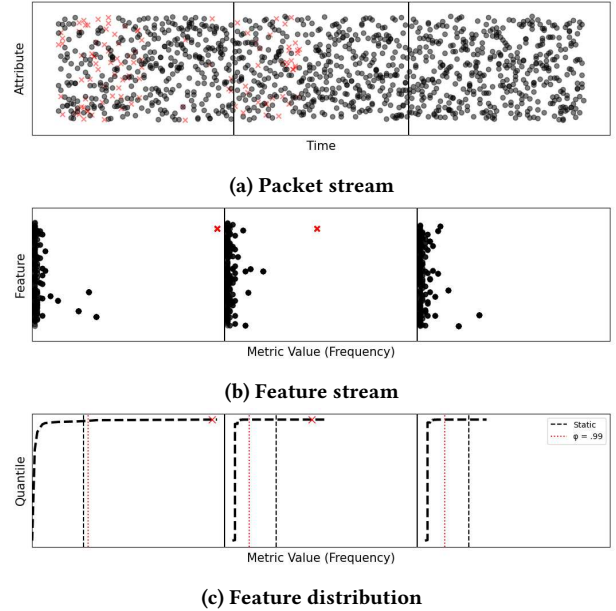 Attribute
Time
(a) Packet stream
Feature
Metric Value (Frequency)
(b) Feature stream
Quantile
Static
φ = .99
Metric Value (Frequency)
(c) Feature distribution